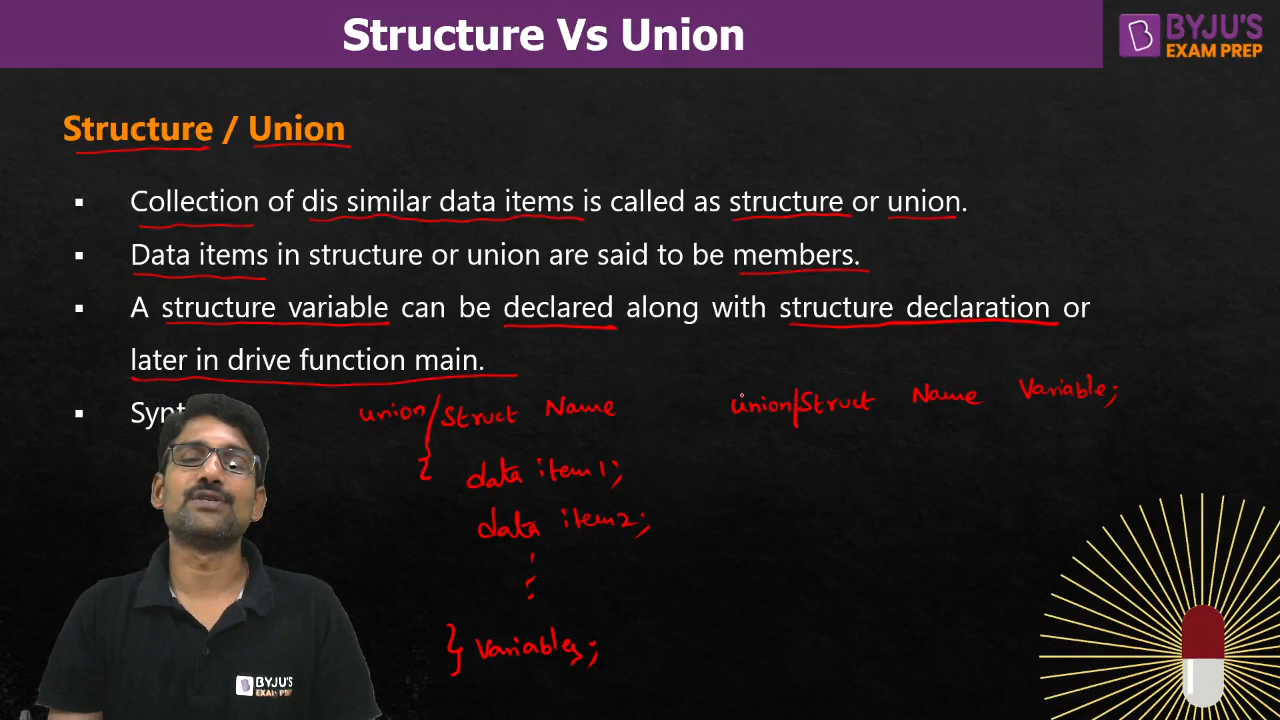 Structure Vs Union
BYJU'S
EXAM PREP
Structure / Union
▪ Collection of dis similar data items is called as structure or union.
▪ Data items in structure or union are said to be members.
▪ A structure variable can be declared along with structure declaration or
later in drive function main.
▪ Synt
union/Struct Name
{
data item1;
data item2;
} Variables;
union/Struct Name Variable;
BYJU'S
EXAM PREP